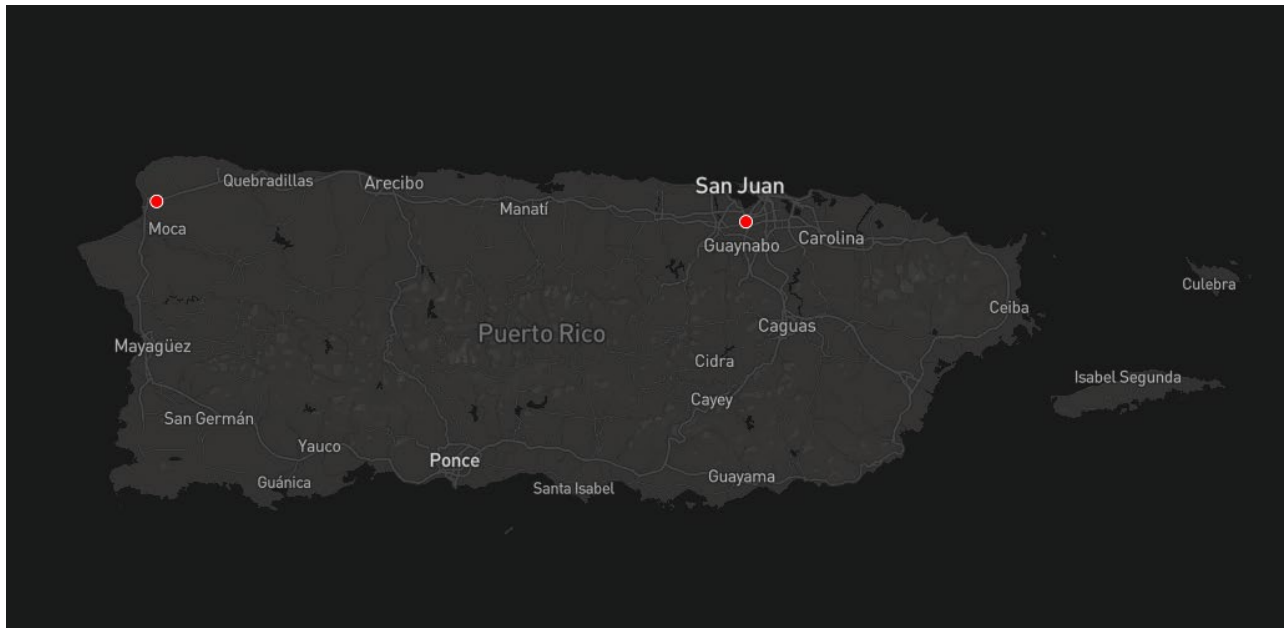 Quebradillas
Arecibo
San Juan
Manatí
Moca
Guaynabo
Carolina
Culebra
Ceiba
Caguas
Puerto Rico
Mayagüez
Cidra
Isabel Segunda
Cayey
San Germán
Yauco
Ponce
Guayama
Guánica
Santa Isabel